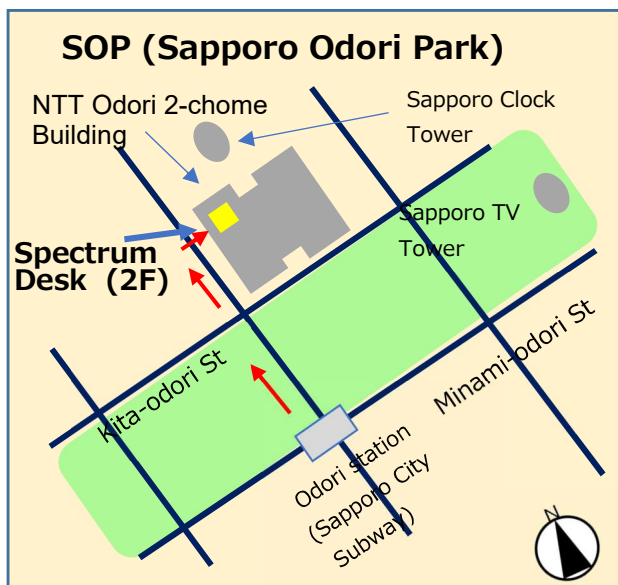 SOP (Sapporo Odori Park)
NTT Odori 2-chome
Building
Sapporo Clock
Tower
Sapporo TV
Tower
Spectrum
Desk (2F)
Kita-odori St
Minami-odori St
Odori station
(Sapporo City
Subway)
N